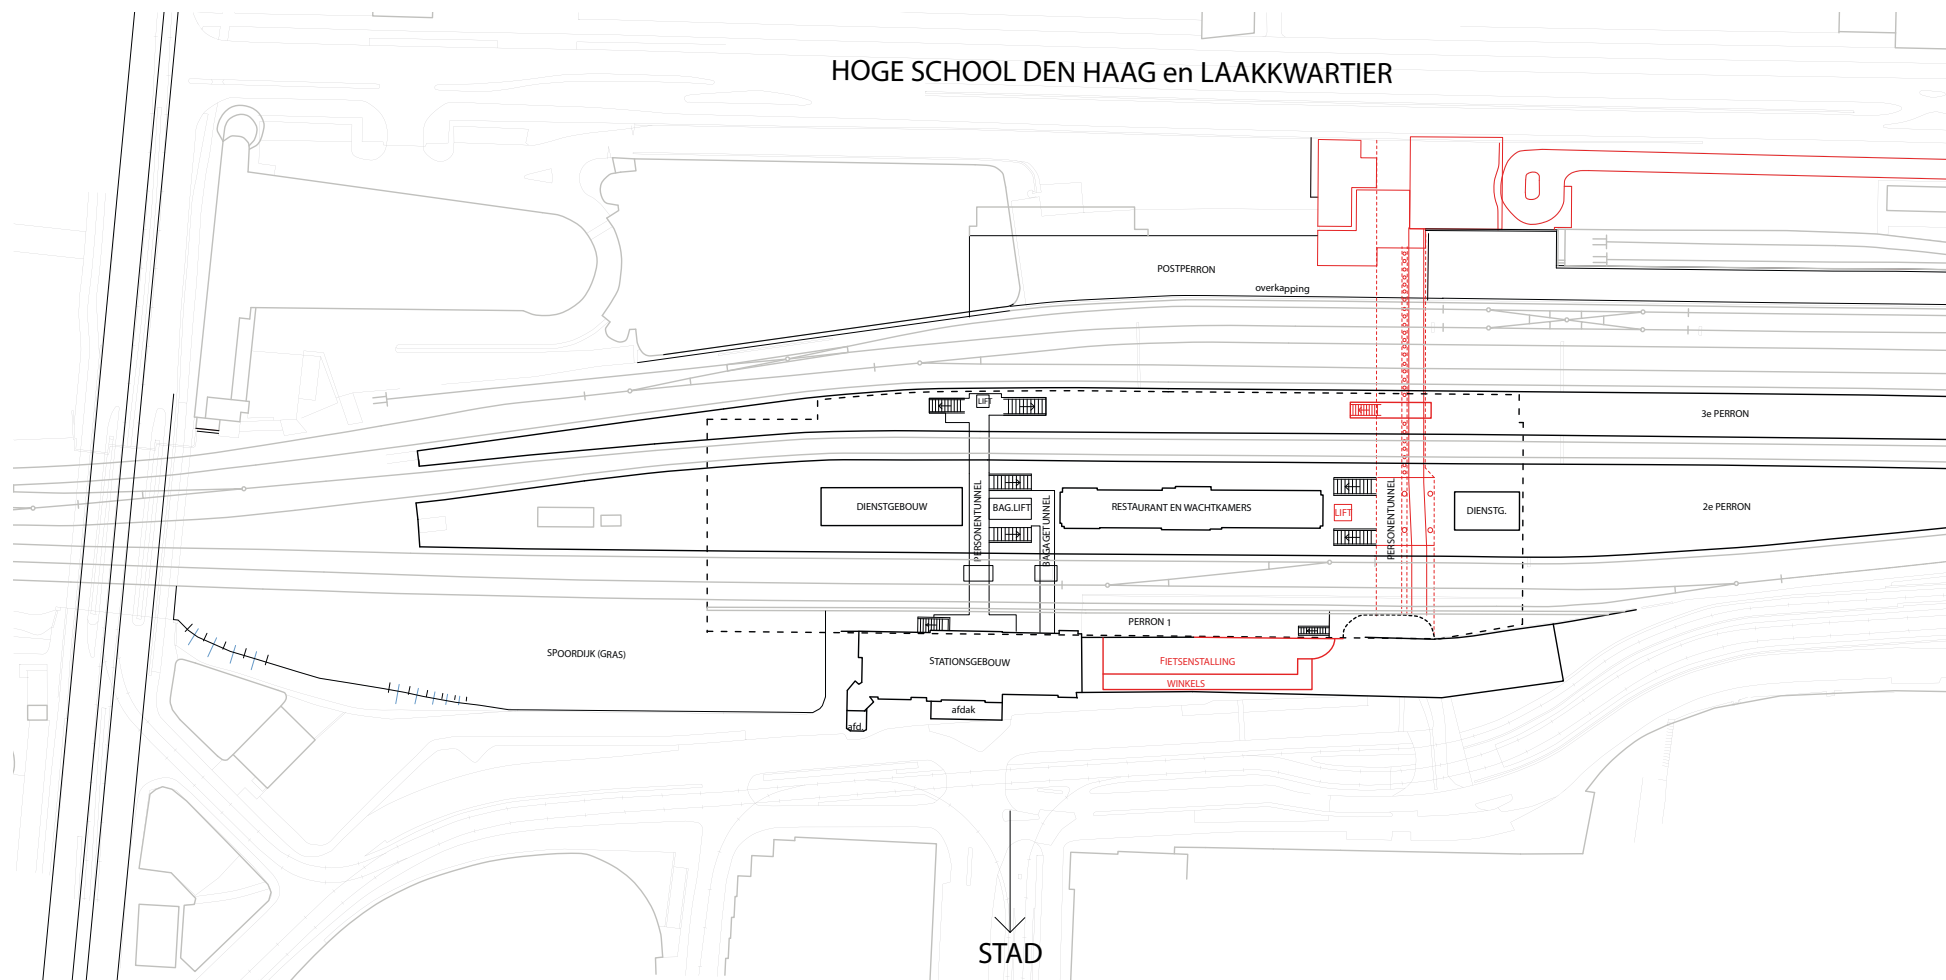 HOGE SCHOOL DEN HAAG en LAAKKWARTIER
POSTPERRON
overkapping
LIFT
3e PERRON
DIENSTGEBOUW
PERSONENTUNNEL
BAG.LIFT
BAGAGETUNNEL
RESTAURANT EN WACHTKAMERS
LIFT
PERSONENTUNNEL
DIENSTG.
2e PERRON
PERRON 1
SPOORDIJK (GRAS)
STATIONSGEBOUW
FIETSENSTALLING
WINKELS
afdak
afd.
STAD